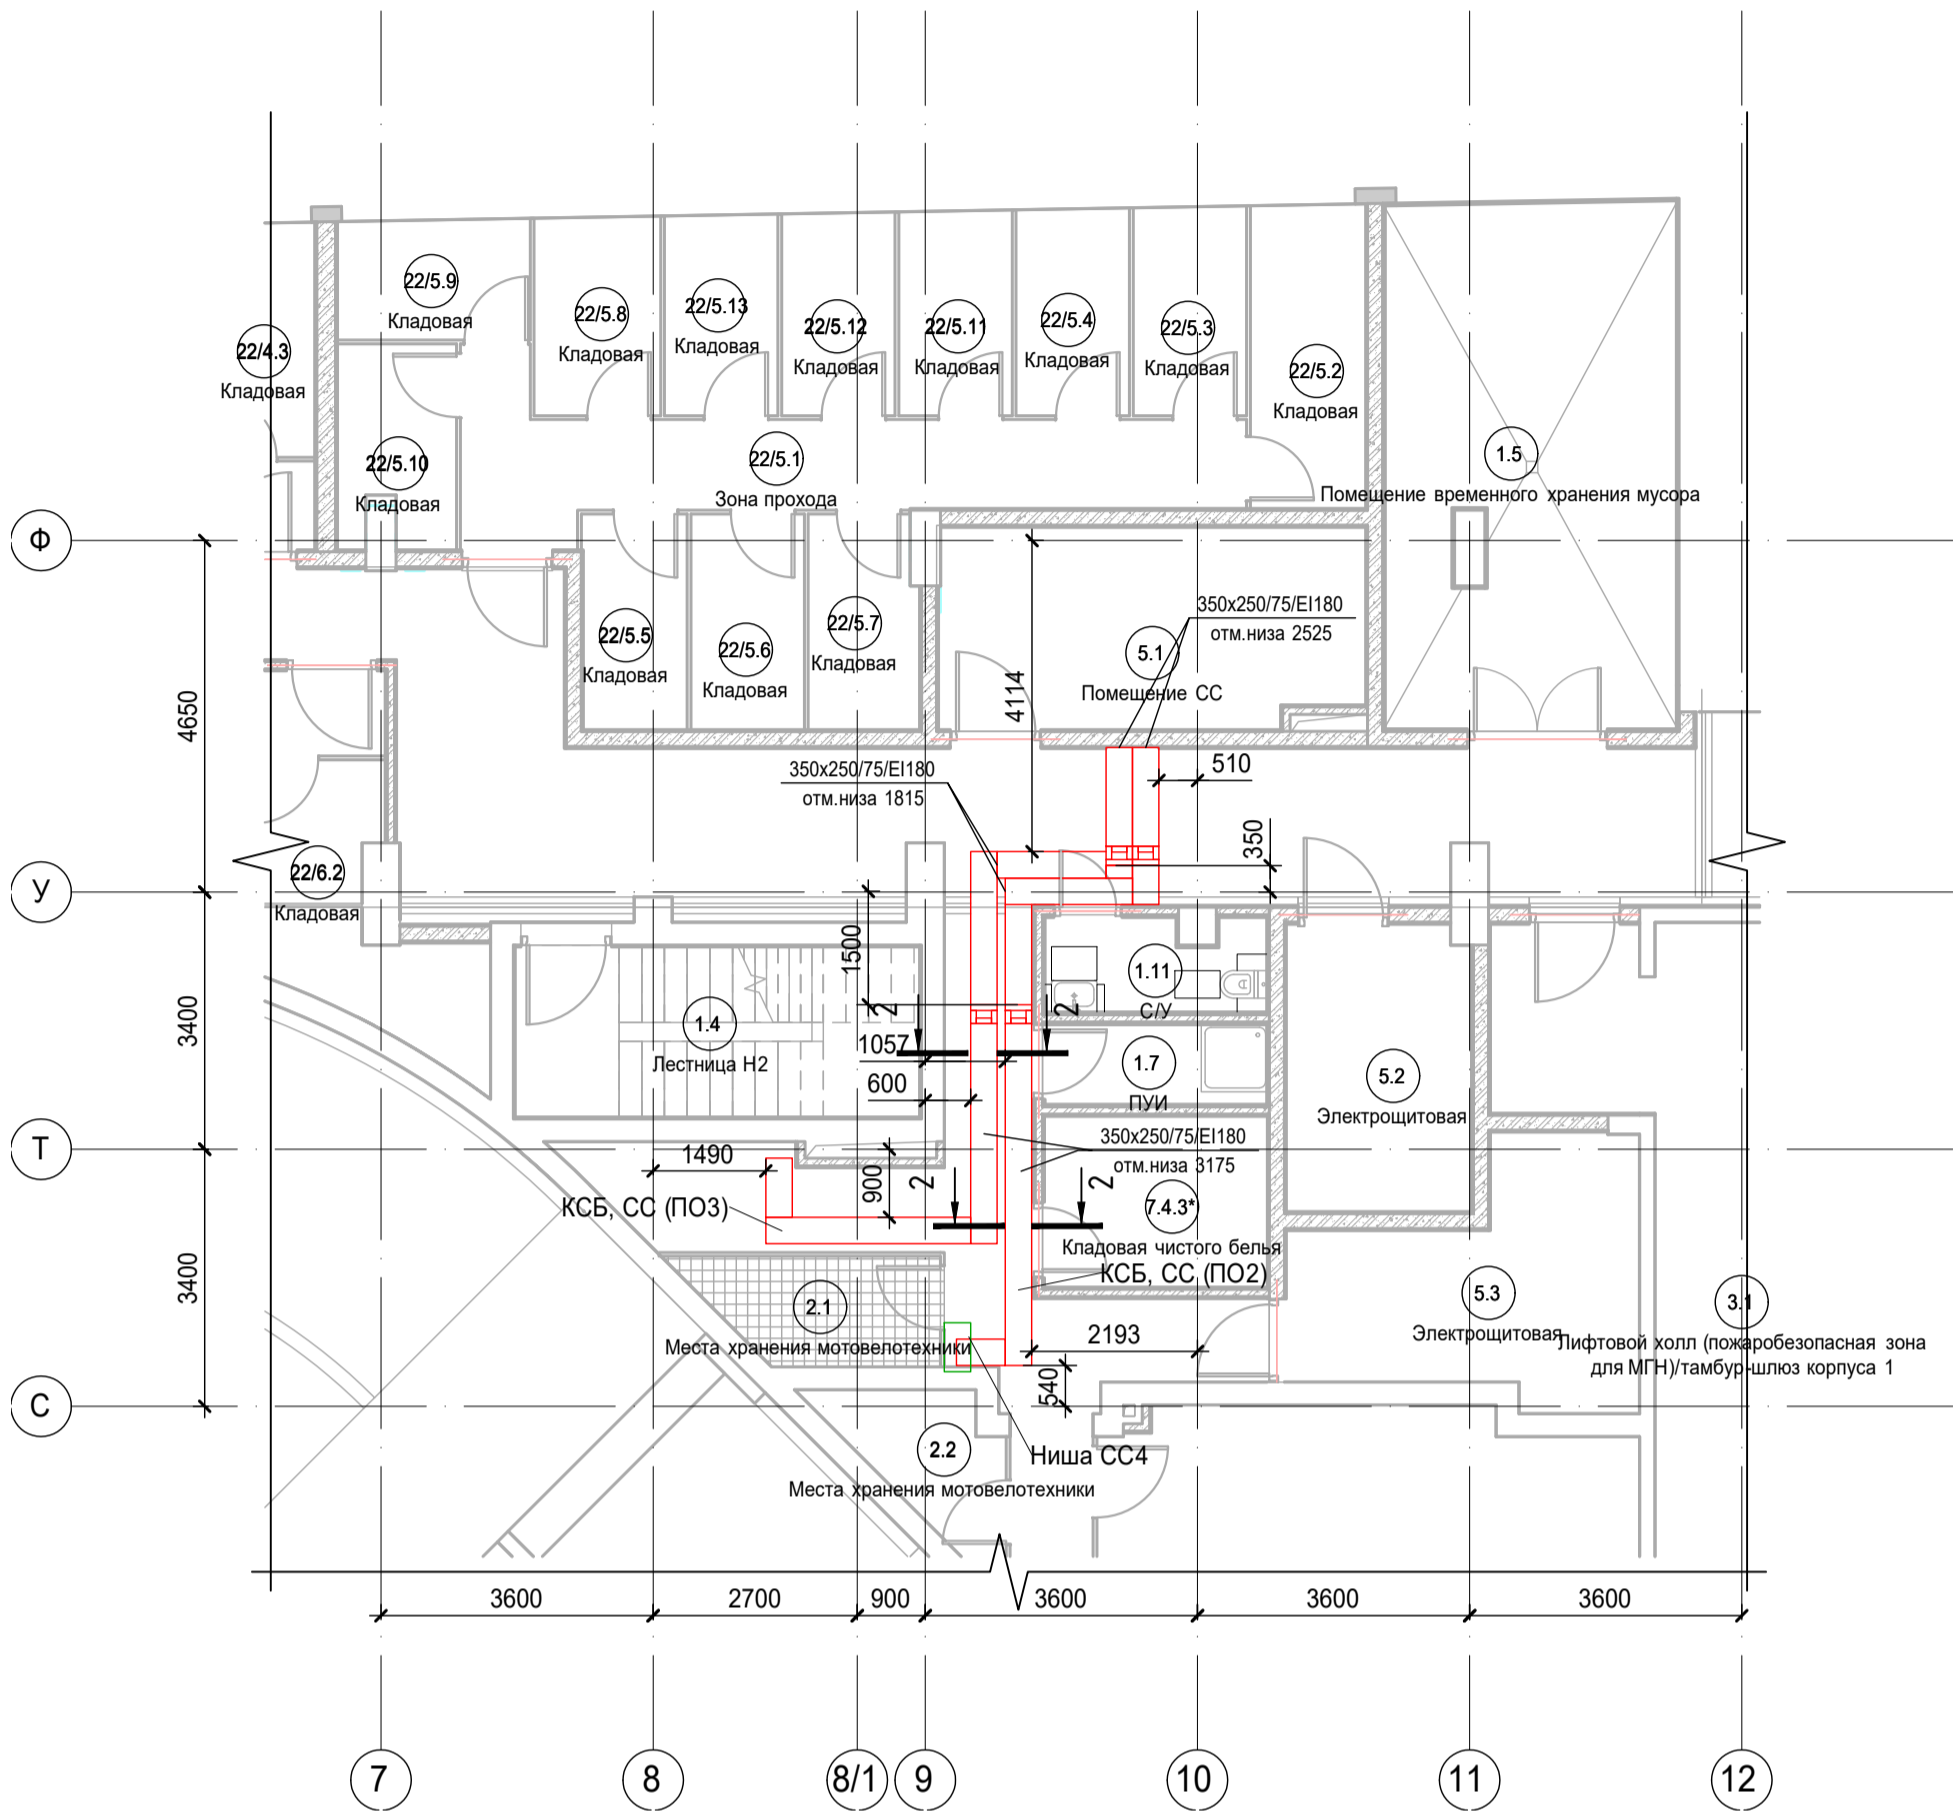 22/5.9
Кладовая
22/5.8
Кладовая
22/5.13
Кладовая
22/5.12
Кладовая
22/5.11
Кладовая
22/5.4
Кладовая
22/5.3
Кладовая
22/5.2
Кладовая
22/4.3
Кладовая
22/5.10
Кладовая
22/5.1
Зона прохода
1.5
Помещение временного хранения мусора
Ф
22/5.5
Кладовая
22/5.6
Кладовая
22/5.7
Кладовая
5.1
Помещение СС
350x250/75/EI180
отм.низа 2525
4650
4114
350x250/75/EI180
отм.низа 1815
510
350
У
22/6.2
Кладовая
1500
3400
1.4
Лестница Н2
2
2
1057
600
1.11
С/У
1.7
ПУИ
5.2
Электрощитовая
Т
1490
900
350x250/75/EI180
отм.низа 3175
2
2
КСБ, СС (ПО3)
7.4.3*
Кладовая чистого белья
КСБ, СС (ПО2)
3400
2.1
Места хранения мотовелотехники
2193
540
5.3
Электрощитовая
3.1
Лифтовой холл (пожаробезопасная зона
для МГН)/тамбур-шлюз корпуса 1
С
2.2
Места хранения мотовелотехники
Ниша СС4
3600
2700
900
3600
3600
3600
7
8
8/1
9
10
11
12